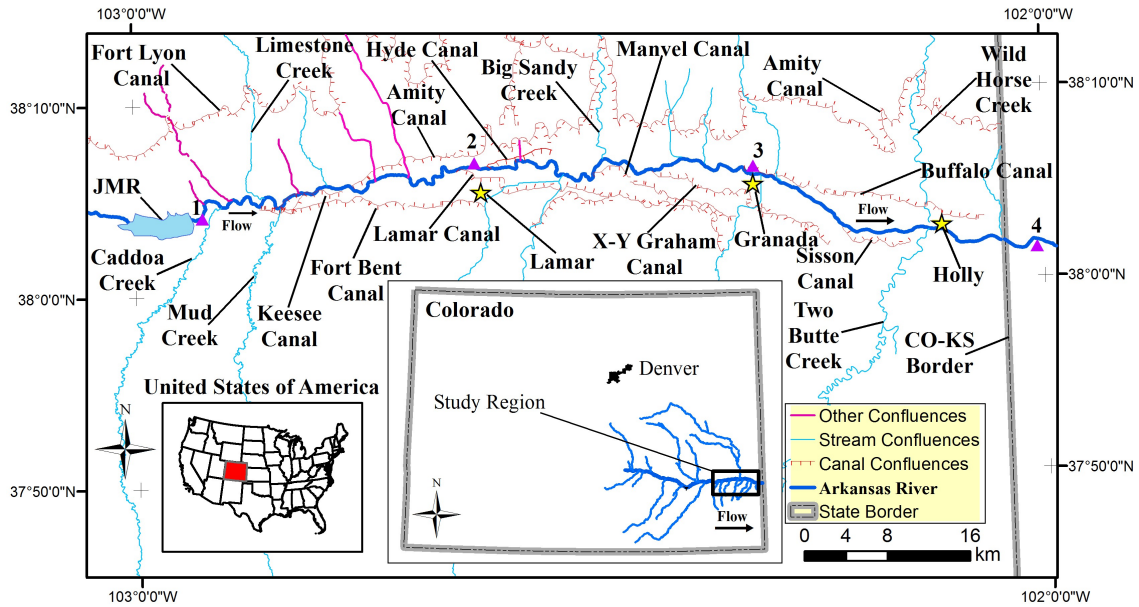 103°0'0"W
102°0'0"W
Fort Lyon
Canal
Limestone
Creek
Hyde Canal
Big Sandy
Creek
Manvel Canal
Amity
Canal
Wild
Horse
Creek
38°10'0"N
38°10'0"N
Amity
Canal
2
3
JMR
1
Flow
Buffalo Canal
Flow
4
Caddoa
Creek
Lamar Canal
Fort Bent
Canal
Lamar
X-Y Graham
Canal
Granada
Sisson
Canal
Holly
38°0'0"N
38°0'0"N
Mud
Creek
Keesee
Canal
Two
Butte
Creek
CO-KS
Border
Colorado
Denver
Study Region
N
Flow
United States of America
N
Other Confluences
Stream Confluences
Canal Confluences
Arkansas River
State Border
37°50'0"N
37°50'0"N
0 4 8 16
km
103°0'0"W
102°0'0"W